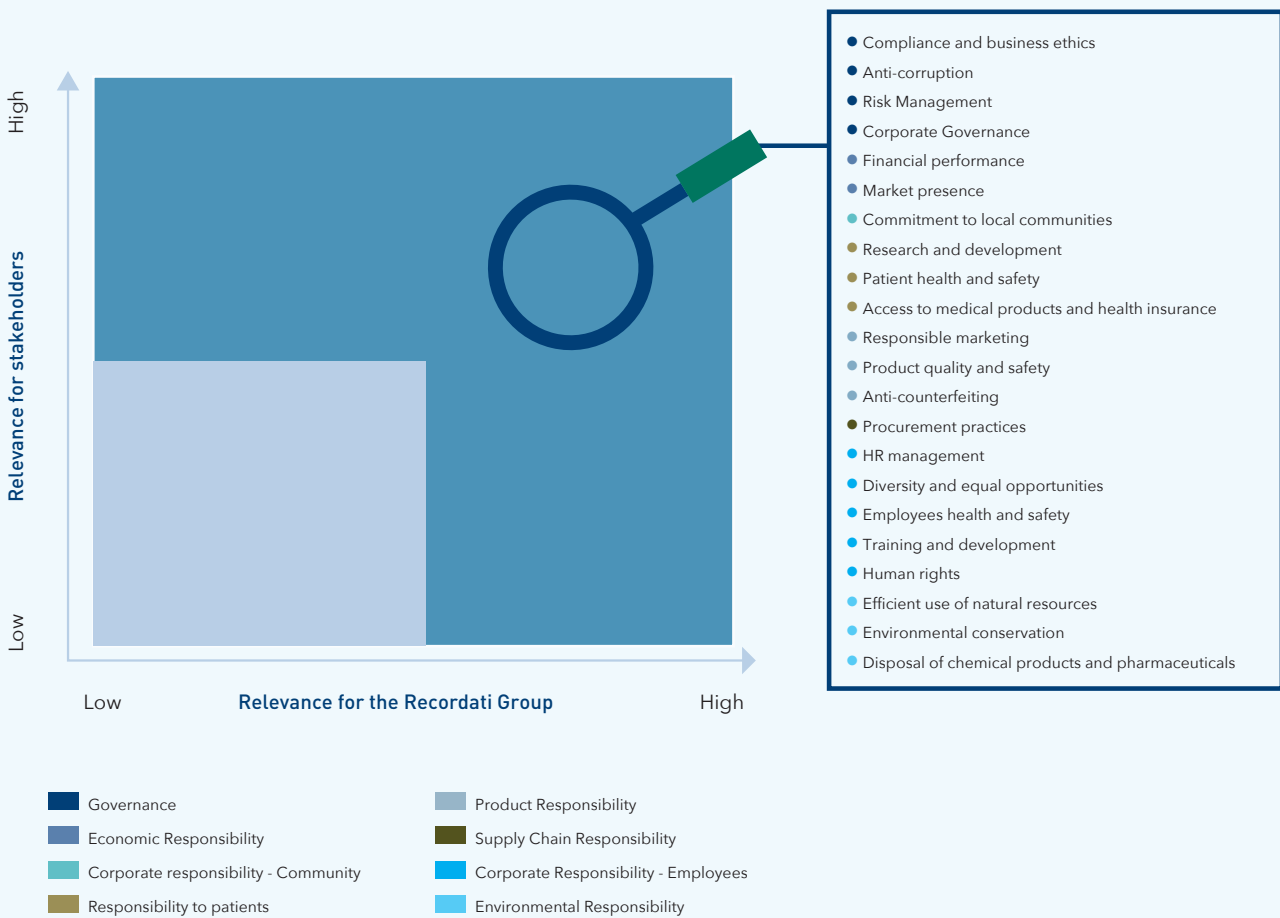 High
Relevance for stakeholders
Low
Low
Relevance for the Recordati Group
High
Compliance and business ethics
Anti-corruption
Risk Management
Corporate Governance
Financial performance
Market presence
Commitment to local communities
Research and development
Patient health and safety
Access to medical products and health insurance
Responsible marketing
Product quality and safety
Anti-counterfeiting
Procurement practices
HR management
Diversity and equal opportunities
Employees health and safety
Training and development
Human rights
Efficient use of natural resources
Environmental conservation
Disposal of chemical products and pharmaceuticals
Governance
Economic Responsibility
Corporate responsibility - Community
Responsibility to patients
Product Responsibility
Supply Chain Responsibility
Corporate Responsibility - Employees
Environmental Responsibility